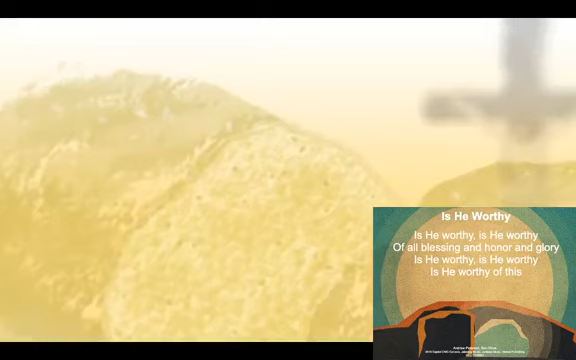 Is He Worthy
Is He worthy, is He worthy
Of all blessing and honor and glory
Is He worthy, is He worthy
Is He worthy of this